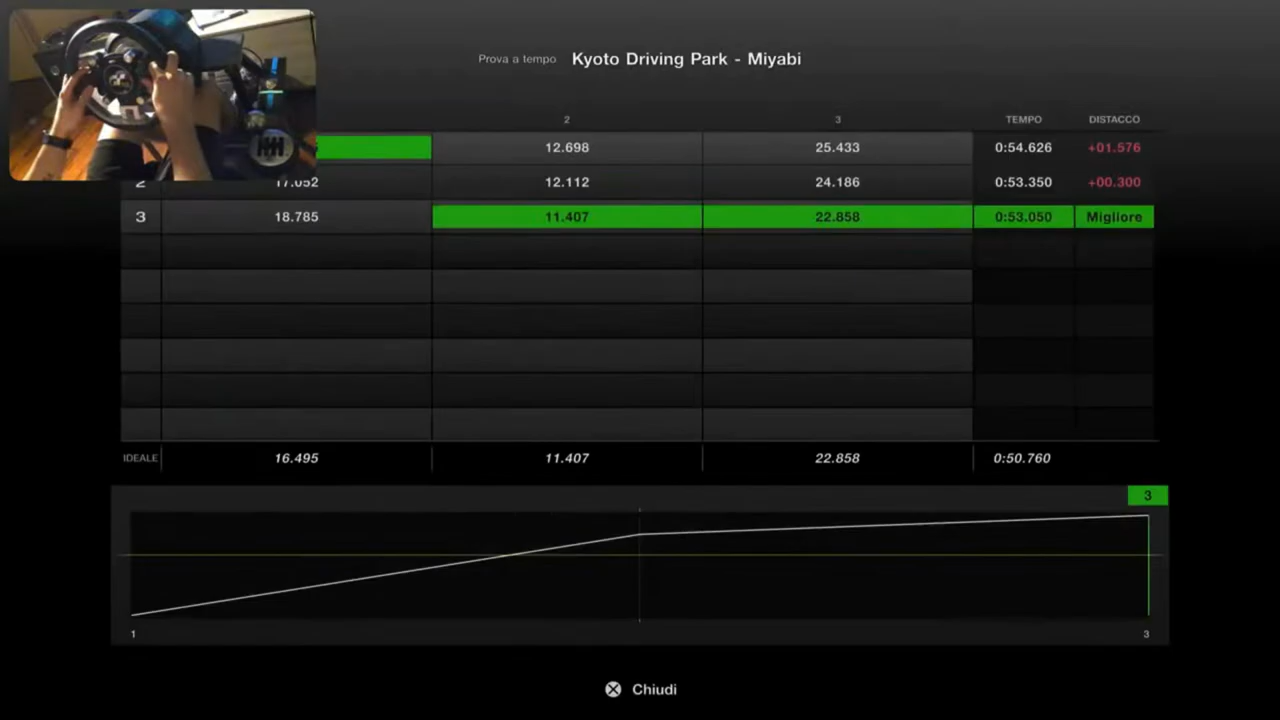 Prova a tempo Kyoto Driving Park - Miyabi
2 3 TEMPO DISTACCO
12.698 25.433 0:54.626 +01.576
2 17.052 12.112 24.186 0:53.350 +00.300
3 18.785 11.407 22.858 0:53.050 Migliore
IDEALE 16.495 11.407 22.858 0:50.760
3
1 3
Chiudi